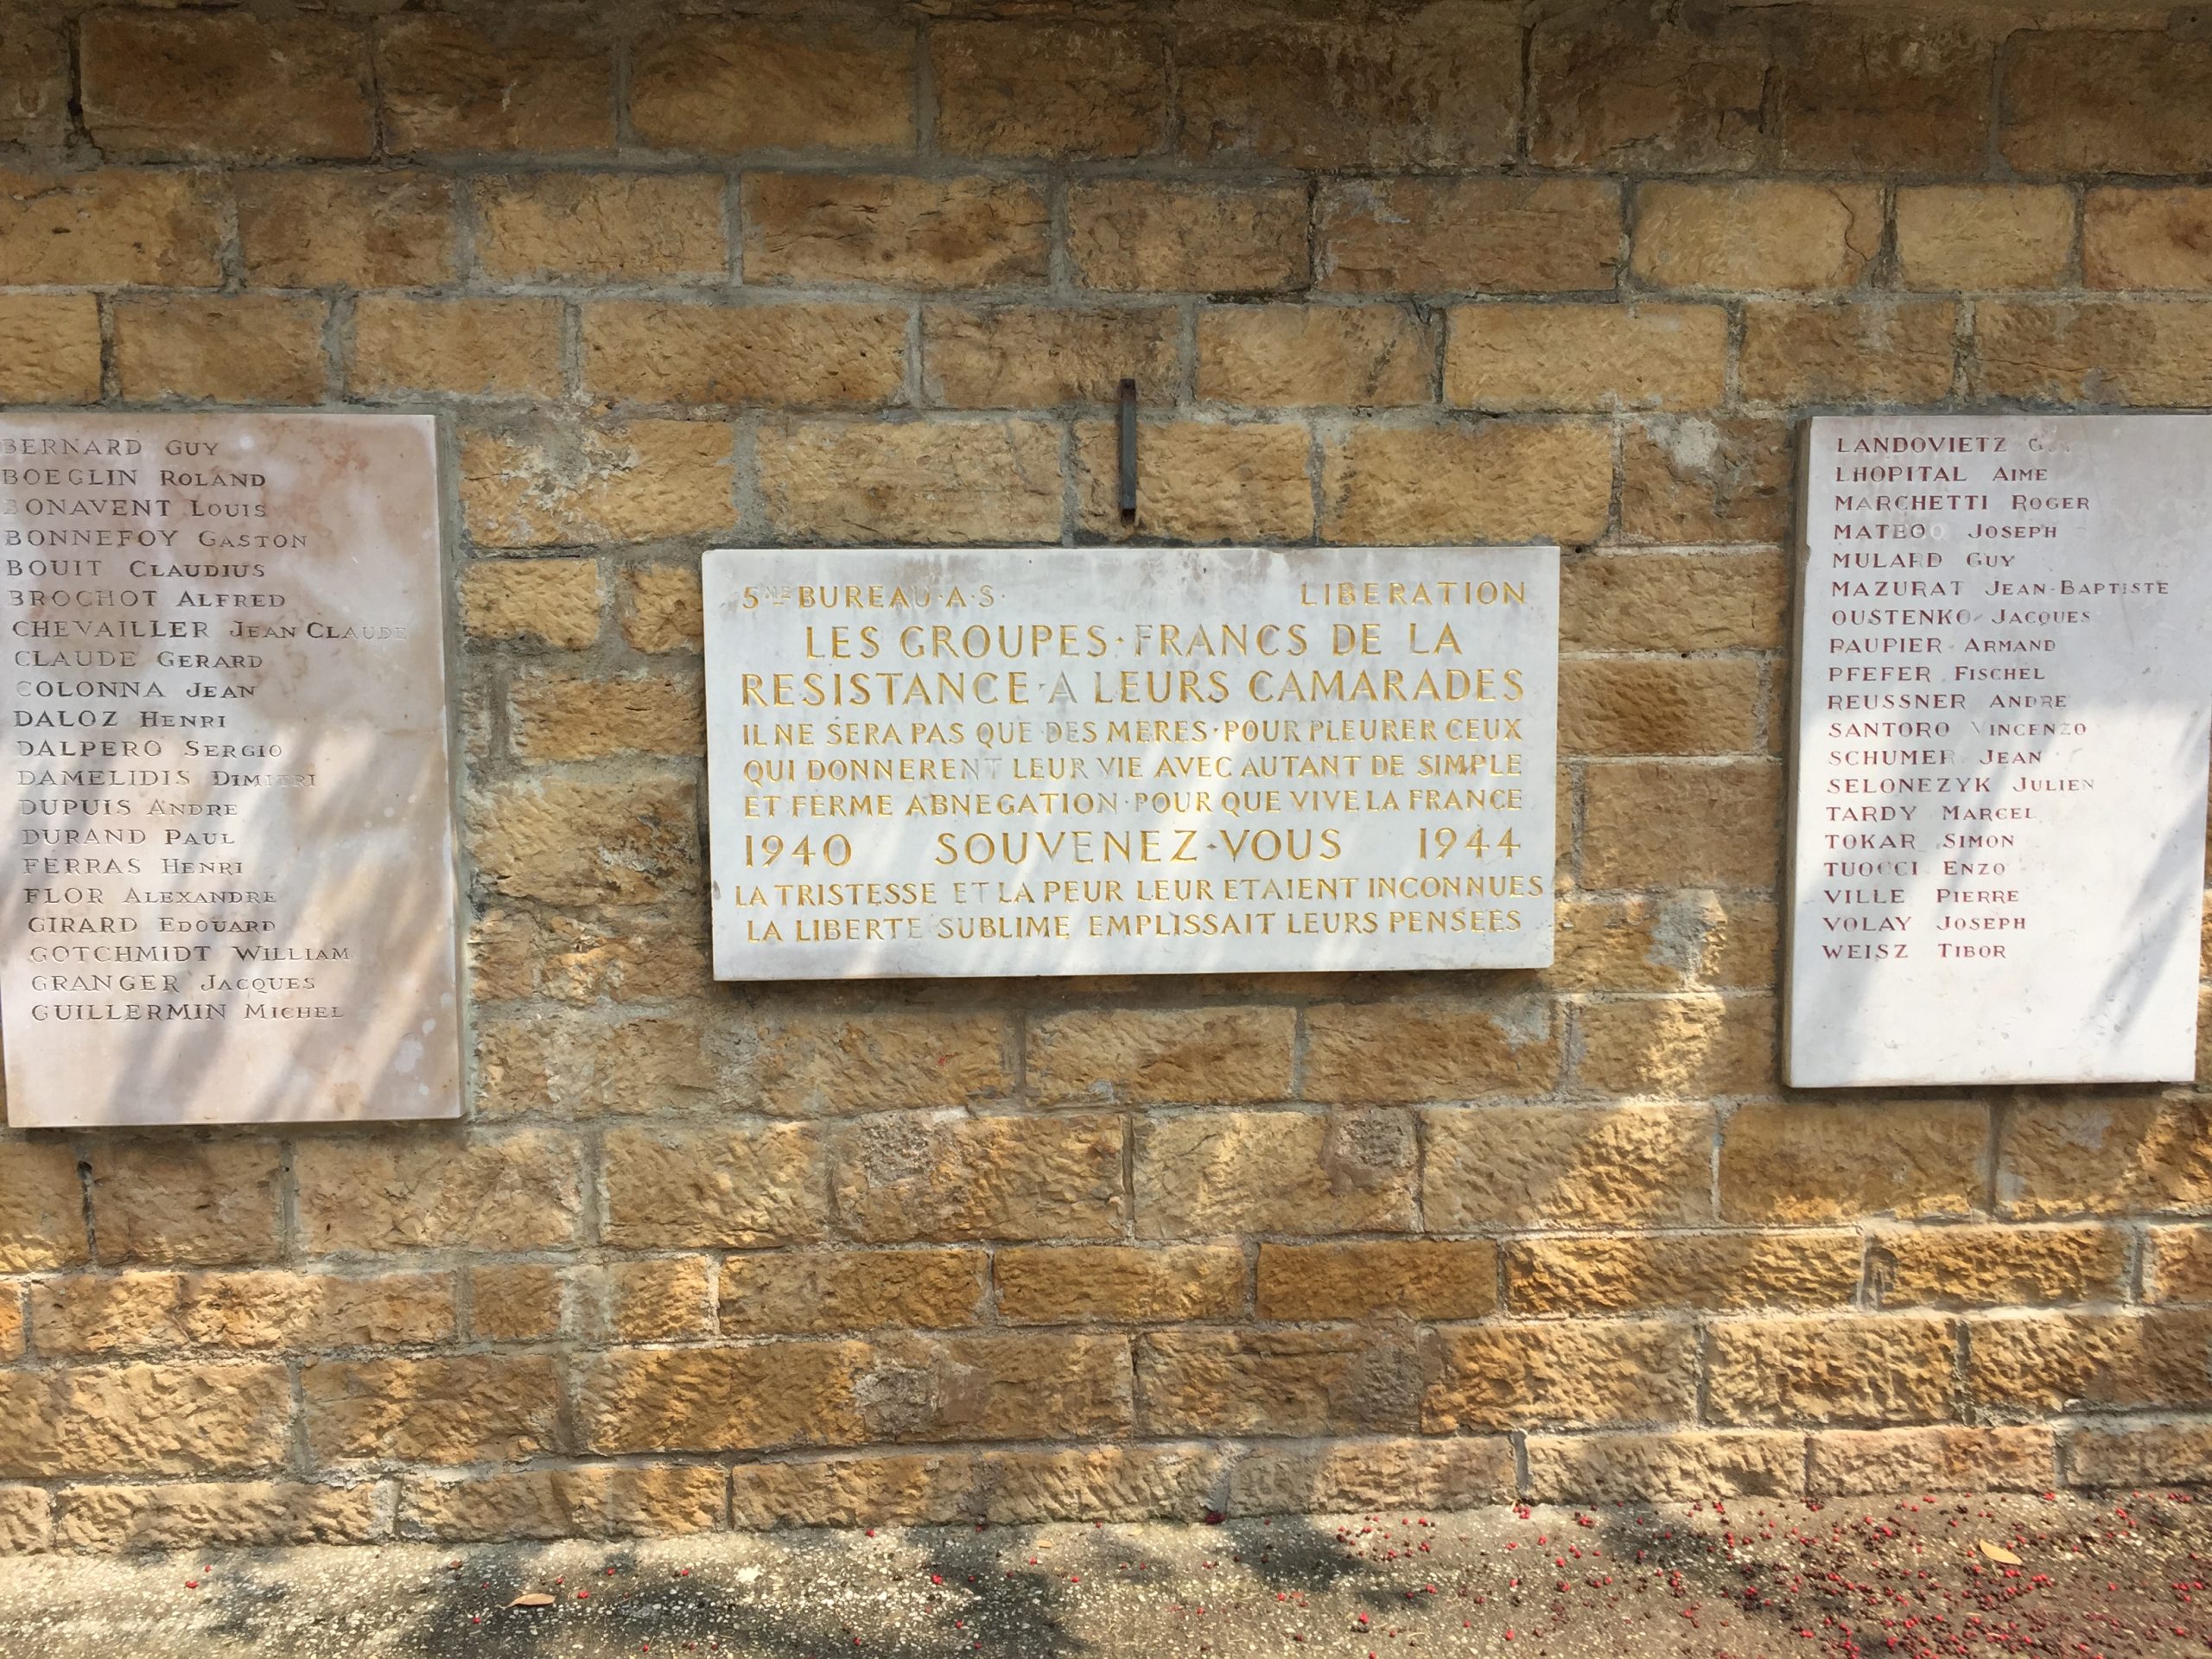 BERNARD GUY
BOEGLIN ROLAND
BONAVENT LOUIS
BONNEFOY GASTON
BOUIT CLAUDIUS
BROCHOT ALFRED
CHEVAILLER JEAN CLAUDE
CLAUDE GERARD
COLONNA JEAN
DALOZ HENRI
DALPERO SERGIO
DAMELIDIS DIMITRI
DUPUIS ANDRE
DURAND PAUL
FERRAS HENRI
FLOR ALEXANDRE
GIRARD EDOUARD
GOTCHMIDT WILLIAM
GRANGER JACQUES
GUILLERMIN MICHEL
5ME BUREAU·A·S· LIBERATION
LES GROUPES·FRANCS DE LA
RESISTANCE·A LEURS CAMARADES
IL NE SERA PAS QUE DES MERES·POUR PLEURER CEUX
QUI DONNERENT LEUR VIE AVEC AUTANT DE SIMPLE
ET FERME ABNEGATION·POUR QUE VIVE LA FRANCE
1940 SOUVENEZ·VOUS 1944
LA TRISTESSE ET LA PEUR LEUR ETAIENT INCONNUES
LA LIBERTE SUBLIME EMPLISSAIT LEURS PENSEES
LANDOVIETZ
LHOPITAL AIME
MARCHETTI ROGER
MATEO JOSEPH
MULARD GUY
MAZURAT JEAN-BAPTISTE
OUSTENKO JACQUES
PAUPIER ARMAND
PFEFER FISCHEL
REUSSNER ANDRE
SANTORO VINCENZO
SCHUMER JEAN
SELONEZYK JULIEN
TARDY MARCEL
TOKAR SIMON
TUOCCI ENZO
VILLE PIERRE
VOLAY JOSEPH
WEISZ TIBOR